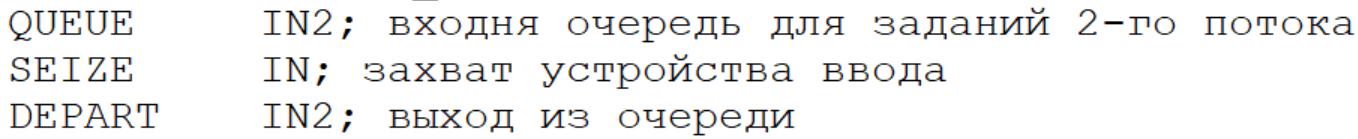 QUEUE IN2; входня очередь для заданий 2-го потока
SEIZE IN; захват устройства ввода
DEPART IN2; выход из очереди